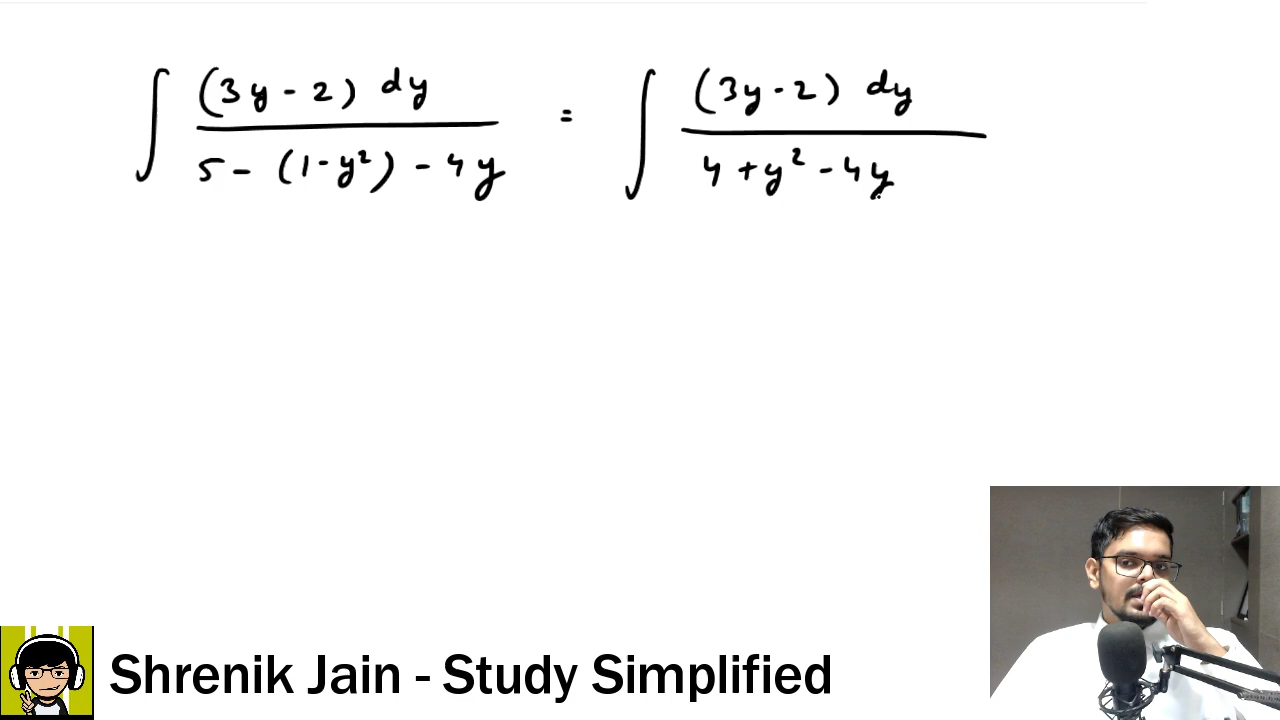 ∫ (3y - 2) dy / 5 - (1 - y²) - 4y = ∫ (3y - 2) dy / 4 + y² - 4y
Shrenik Jain - Study Simplified